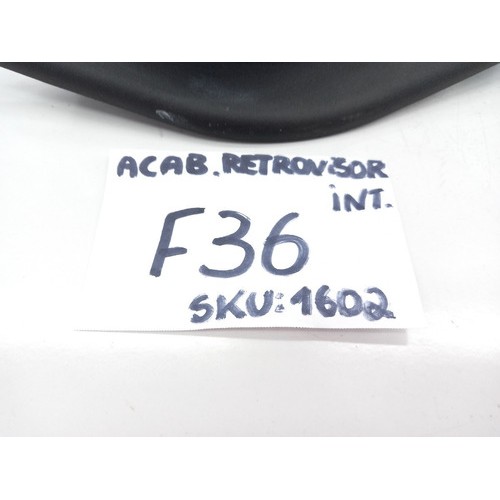 ACAB. RETROVISOR
INT.
F36
SKU:1602